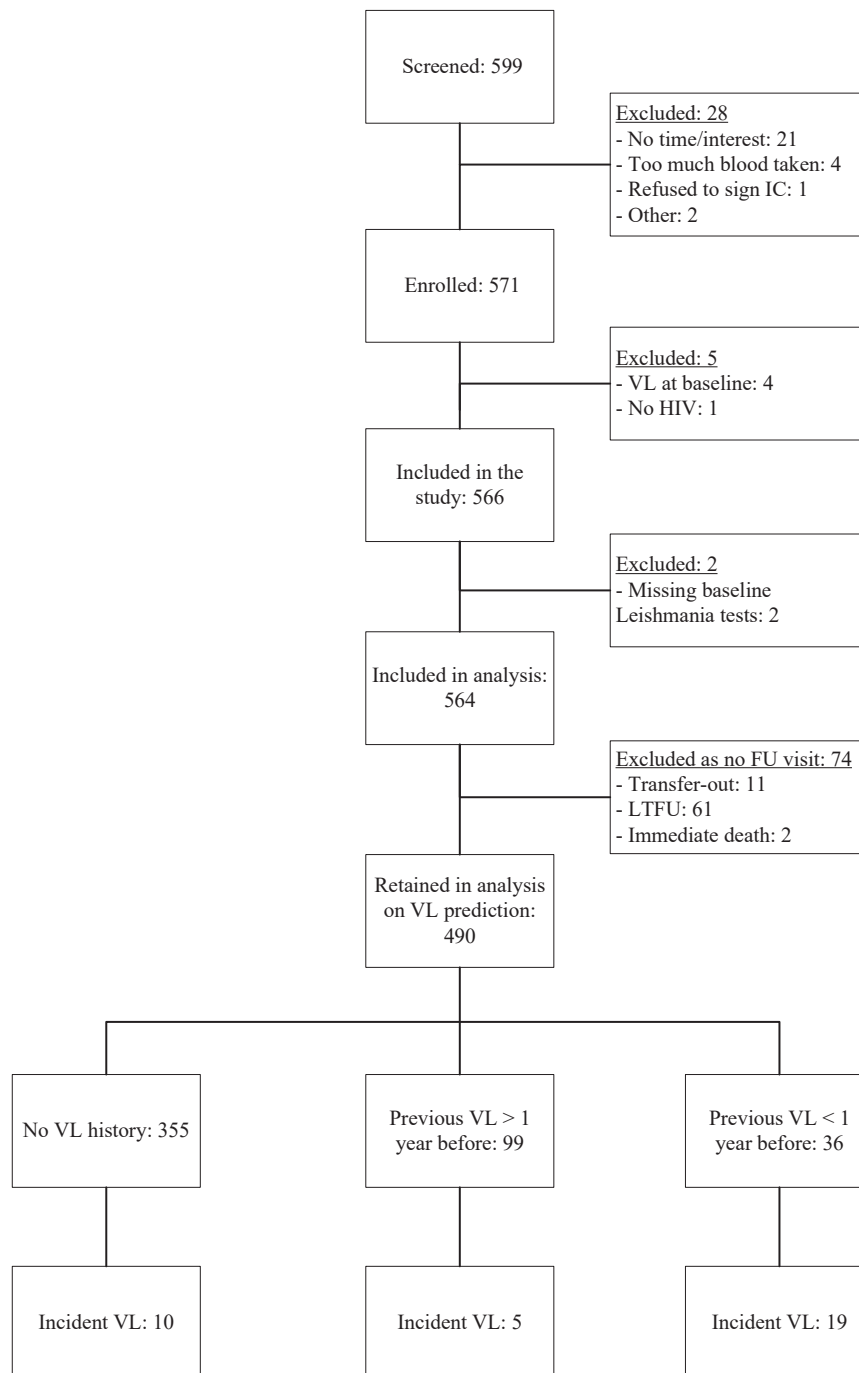 Screened: 599
Excluded: 28
- No time/interest: 21
- Too much blood taken: 4
- Refused to sign IC: 1
- Other: 2
Enrolled: 571
Excluded: 5
- VL at baseline: 4
- No HIV: 1
Included in the
study: 566
Excluded: 2
- Missing baseline
Leishmania tests: 2
Included in analysis:
564
Excluded as no FU visit: 74
- Transfer-out: 11
- LTFU: 61
- Immediate death: 2
Retained in analysis
on VL prediction:
490
No VL history: 355
Previous VL > 1
year before: 99
Previous VL < 1
year before: 36
Incident VL: 10
Incident VL: 5
Incident VL: 19